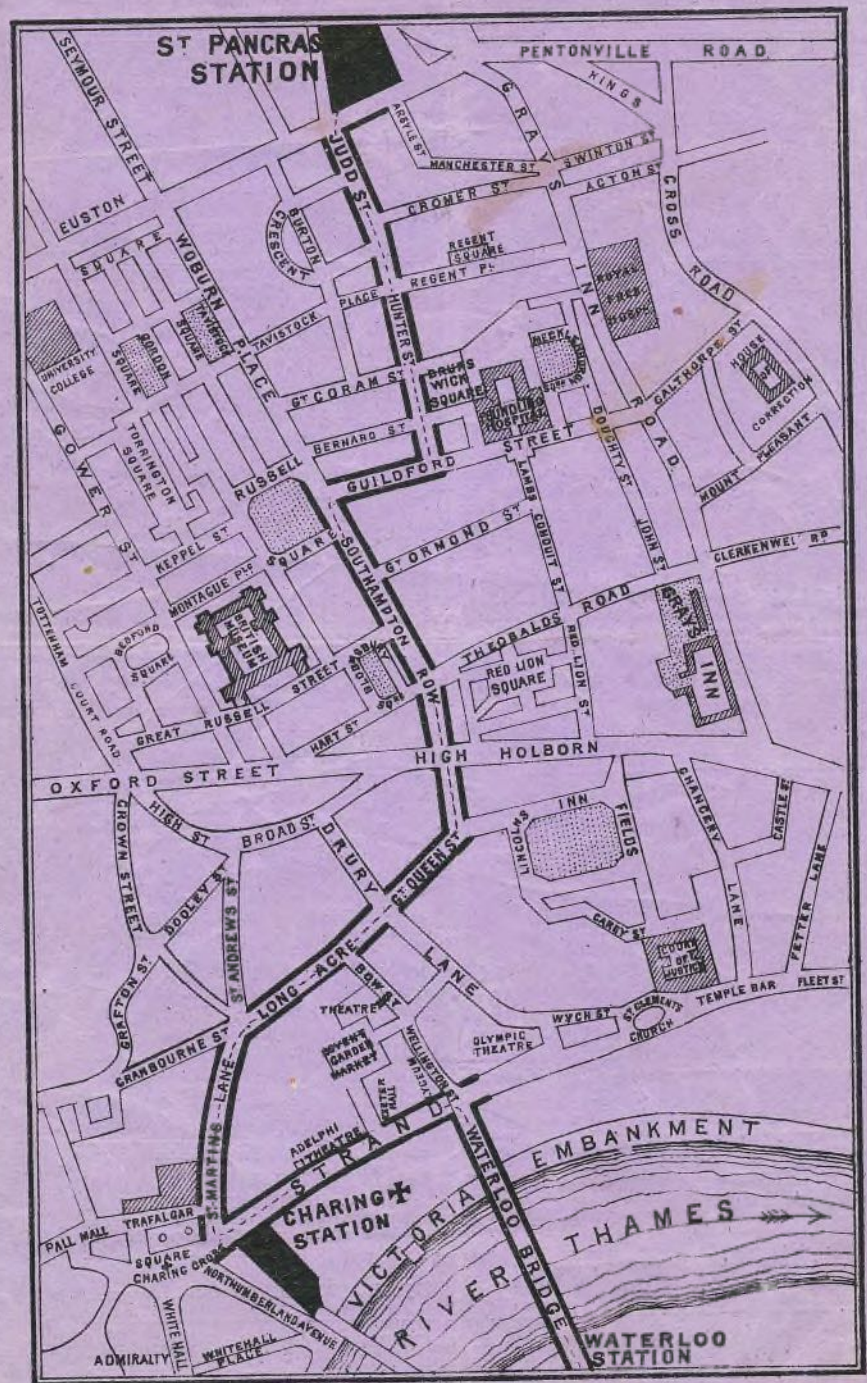 ST PANCRAS
STATION
PENTONVILLE ROAD
SEYMOUR STREET
KINGS
CROSS
ROAD
GRAYS
INN
ROAD
ARGYLE ST
MANCHESTER ST
SWINTON ST
ACTON ST
JUDD ST
CROMER ST
EUSTON
SQUARE
BURTON
CRESCENT
REGENT
SQUARE
REGENT PL
WOBURN
PLACE
TAVISTOCK
PLACE
HUNTER ST
ROYAL
FREE
HOSPL
UNIVERSITY
COLLEGE
GORDON
SQUARE
TAVISTOCK
SQUARE
GT CORAM ST
BRUNS
WICK
SQUARE
FOUNDLING
HOSPITAL
MECKLENBURGH
SQUARE
CALTHORPE ST
HOUSE
OF
CORRECTION
GOWER ST
TORRINGTON
SQUARE
BERNARD ST
RUSSELL
SQUARE
GUILDFORD
STREET
DOUGHTY ST
MOUNT
PLEASANT
KEPPEL ST
MONTAGUE PLE
SOUTHAMPTON
ROW
GT ORMOND ST
LAMBS
CONDUIT ST
JOHN ST
CLERKENWELL RD
TOTTENHAM
COURT ROAD
BEDFORD
SQUARE
BRITISH
MUSEUM
GREAT RUSSELL STREET
BLOOMSBURY
SQRE
HART ST
THEOBALDS ROAD
RED LION
SQUARE
RED LION ST
GRAYS
INN
OXFORD STREET
HIGH HOLBORN
CROWN STREET
HIGH ST
BROAD ST
DRURY
LANE
GT QUEEN ST
LINCOLNS
INN
FIELDS
CHANCERY
LANE
CASTLE ST
FETTER LANE
DUDLEY ST
ST ANDREWS ST
GRAFTON ST
CAREY ST
COURT
OF
JUSTICE
LONG ACRE
BOW ST
THEATRE
COVENT
GARDEN
MARKET
WELLINGTON ST
LYCEUM
EXETER
HALL
OLYMPIC
THEATRE
WYCH ST
ST CLEMENTS
CHURCH
TEMPLE BAR
FLEET ST
CRANBOURNE ST
ST MARTINS LANE
ADELPHI
THEATRE
STRAND
WATERLOO BRIDGE
VICTORIA
EMBANKMENT
RIVER THAMES
CHARING
STATION
PALL MALL
TRAFALGAR
SQUARE
CHARING CROSS
NORTHUMBERLAND AVENUE
WHITE HALL
WHITEHALL
PLACE
ADMIRALTY
WATERLOO
STATION